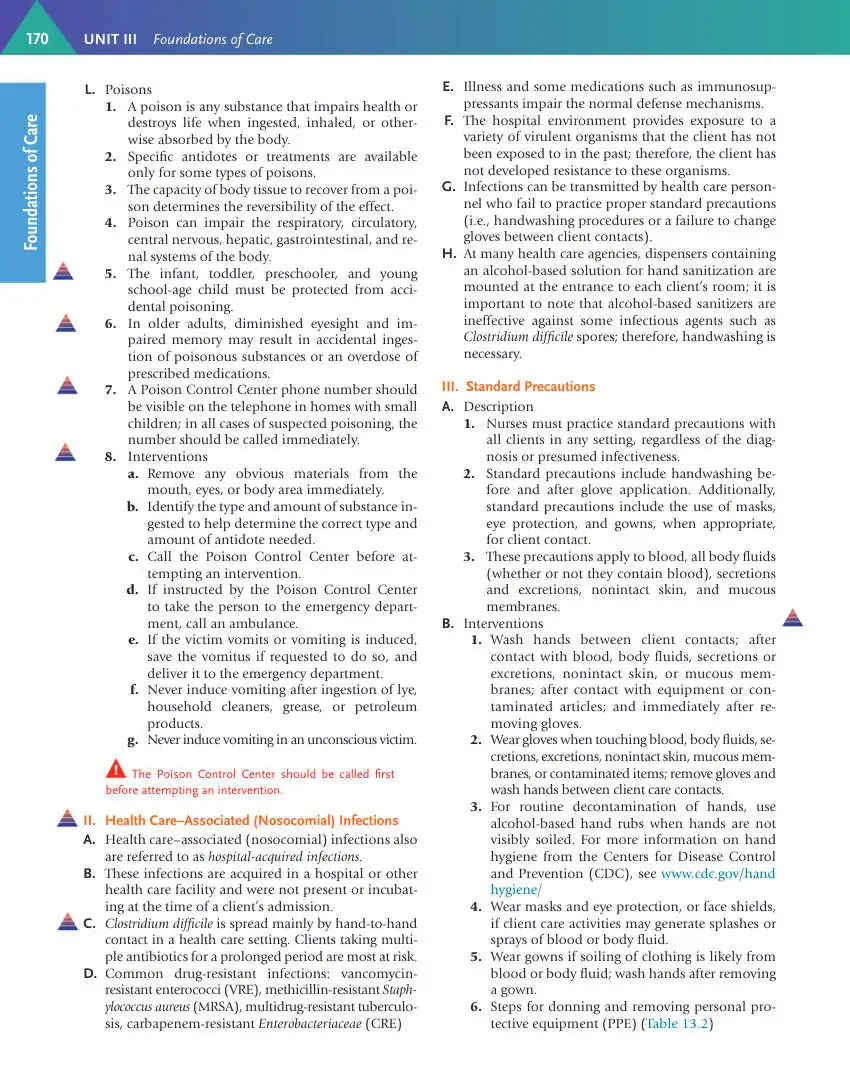 170 UNIT III Foundations of Care
Foundations of Care
L. Poisons
1. A poison is any substance that impairs health or
destroys life when ingested, inhaled, or other-
wise absorbed by the body.
2. Specific antidotes or treatments are available
only for some types of poisons.
3. The capacity of body tissue to recover from a poi-
son determines the reversibility of the effect.
4. Poison can impair the respiratory, circulatory,
central nervous, hepatic, gastrointestinal, and re-
nal systems of the body.
5. The infant, toddler, preschooler, and young
school-age child must be protected from acci-
dental poisoning.
6. In older adults, diminished eyesight and im-
paired memory may result in accidental inges-
tion of poisonous substances or an overdose of
prescribed medications.
7. A Poison Control Center phone number should
be visible on the telephone in homes with small
children; in all cases of suspected poisoning, the
number should be called immediately.
8. Interventions
a. Remove any obvious materials from the
mouth, eyes, or body area immediately.
b. Identify the type and amount of substance in-
gested to help determine the correct type and
amount of antidote needed.
c. Call the Poison Control Center before at-
tempting an intervention.
d. If instructed by the Poison Control Center
to take the person to the emergency depart-
ment, call an ambulance.
e. If the victim vomits or vomiting is induced,
save the vomitus if requested to do so, and
deliver it to the emergency department.
f. Never induce vomiting after ingestion of lye,
household cleaners, grease, or petroleum
products.
g. Never induce vomiting in an unconscious victim.
The Poison Control Center should be called first
before attempting an intervention.
II. Health Care–Associated (Nosocomial) Infections
A. Health care–associated (nosocomial) infections also
are referred to as hospital-acquired infections.
B. These infections are acquired in a hospital or other
health care facility and were not present or incubat-
ing at the time of a client's admission.
C. Clostridium difficile is spread mainly by hand-to-hand
contact in a health care setting. Clients taking multi-
ple antibiotics for a prolonged period are most at risk.
D. Common drug-resistant infections: vancomycin-
resistant enterococci (VRE), methicillin-resistant Staph-
ylococcus aureus (MRSA), multidrug-resistant tuberculo-
sis, carbapenem-resistant Enterobacteriaceae (CRE)
E. Illness and some medications such as immunosup-
pressants impair the normal defense mechanisms.
F. The hospital environment provides exposure to a
variety of virulent organisms that the client has not
been exposed to in the past; therefore, the client has
not developed resistance to these organisms.
G. Infections can be transmitted by health care person-
nel who fail to practice proper standard precautions
(i.e., handwashing procedures or a failure to change
gloves between client contacts).
H. At many health care agencies, dispensers containing
an alcohol-based solution for hand sanitization are
mounted at the entrance to each client's room; it is
important to note that alcohol-based sanitizers are
ineffective against some infectious agents such as
Clostridium difficile spores; therefore, handwashing is
necessary.
III. Standard Precautions
A. Description
1. Nurses must practice standard precautions with
all clients in any setting, regardless of the diag-
nosis or presumed infectiveness.
2. Standard precautions include handwashing be-
fore and after glove application. Additionally,
standard precautions include the use of masks,
eye protection, and gowns, when appropriate,
for client contact.
3. These precautions apply to blood, all body fluids
(whether or not they contain blood), secretions
and excretions, nonintact skin, and mucous
membranes.
B. Interventions
1. Wash hands between client contacts; after
contact with blood, body fluids, secretions or
excretions, nonintact skin, or mucous mem-
branes; after contact with equipment or con-
taminated articles; and immediately after re-
moving gloves.
2. Wear gloves when touching blood, body fluids, se-
cretions, excretions, nonintact skin, mucous mem-
branes, or contaminated items; remove gloves and
wash hands between client care contacts.
3. For routine decontamination of hands, use
alcohol-based hand rubs when hands are not
visibly soiled. For more information on hand
hygiene from the Centers for Disease Control
and Prevention (CDC), see www.cdc.gov/hand
hygiene/
4. Wear masks and eye protection, or face shields,
if client care activities may generate splashes or
sprays of blood or body fluid.
5. Wear gowns if soiling of clothing is likely from
blood or body fluid; wash hands after removing
a gown.
6. Steps for donning and removing personal pro-
tective equipment (PPE) (Table 13.2)